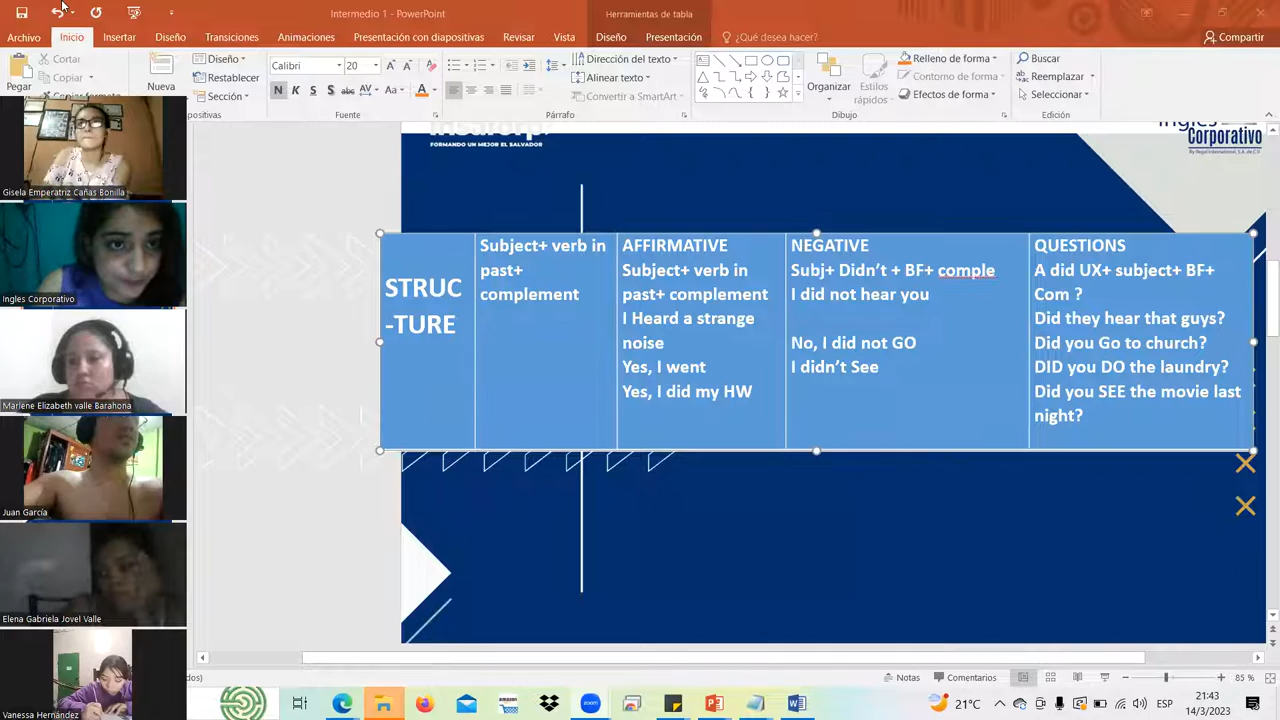 Intermedio 1 - PowerPoint
Herramientas de tabla
Archivo
Inicio
Insertar
Diseño
Transiciones
Animaciones
Presentación con diapositivas
Revisar
Vista
Diseño
Presentación
¿Qué desea hacer?
Compartir
Pegar
Cortar
Copiar
Nueva
Diseño
Restablecer
Sección
Calibri
20
N K S S abc AV Aa A
Fuente
Dirección del texto
Alinear texto
Convertir a SmartArt
Párrafo
Organizar
Estilos
rápidos
Relleno de forma
Contorno de forma
Efectos de forma
Dibujo
Buscar
Reemplazar
Seleccionar
Edición
FORMANDO UN MEJOR EL SALVADOR
Corporativo
STRUC
-TURE
Subject+ verb in
past+
complement
AFFIRMATIVE
Subject+ verb in
past+ complement
I Heard a strange
noise
Yes, I went
Yes, I did my HW
NEGATIVE
Subj+ Didn't + BF+ comple
I did not hear you
No, I did not GO
I didn't See
QUESTIONS
A did UX+ subject+ BF+
Com ?
Did they hear that guys?
Did you Go to church?
DID you DO the laundry?
Did you SEE the movie last
night?
Gisela Emperatriz Cañas Bonilla
Ingles Corporativo
Marlene Elizabeth valle Barahona
Juan García
Elena Gabriela Jovel Valle
Vanessa Hernández
dos)
Notas
Comentarios
85 %
21°C
ESP
21:43
14/3/2023